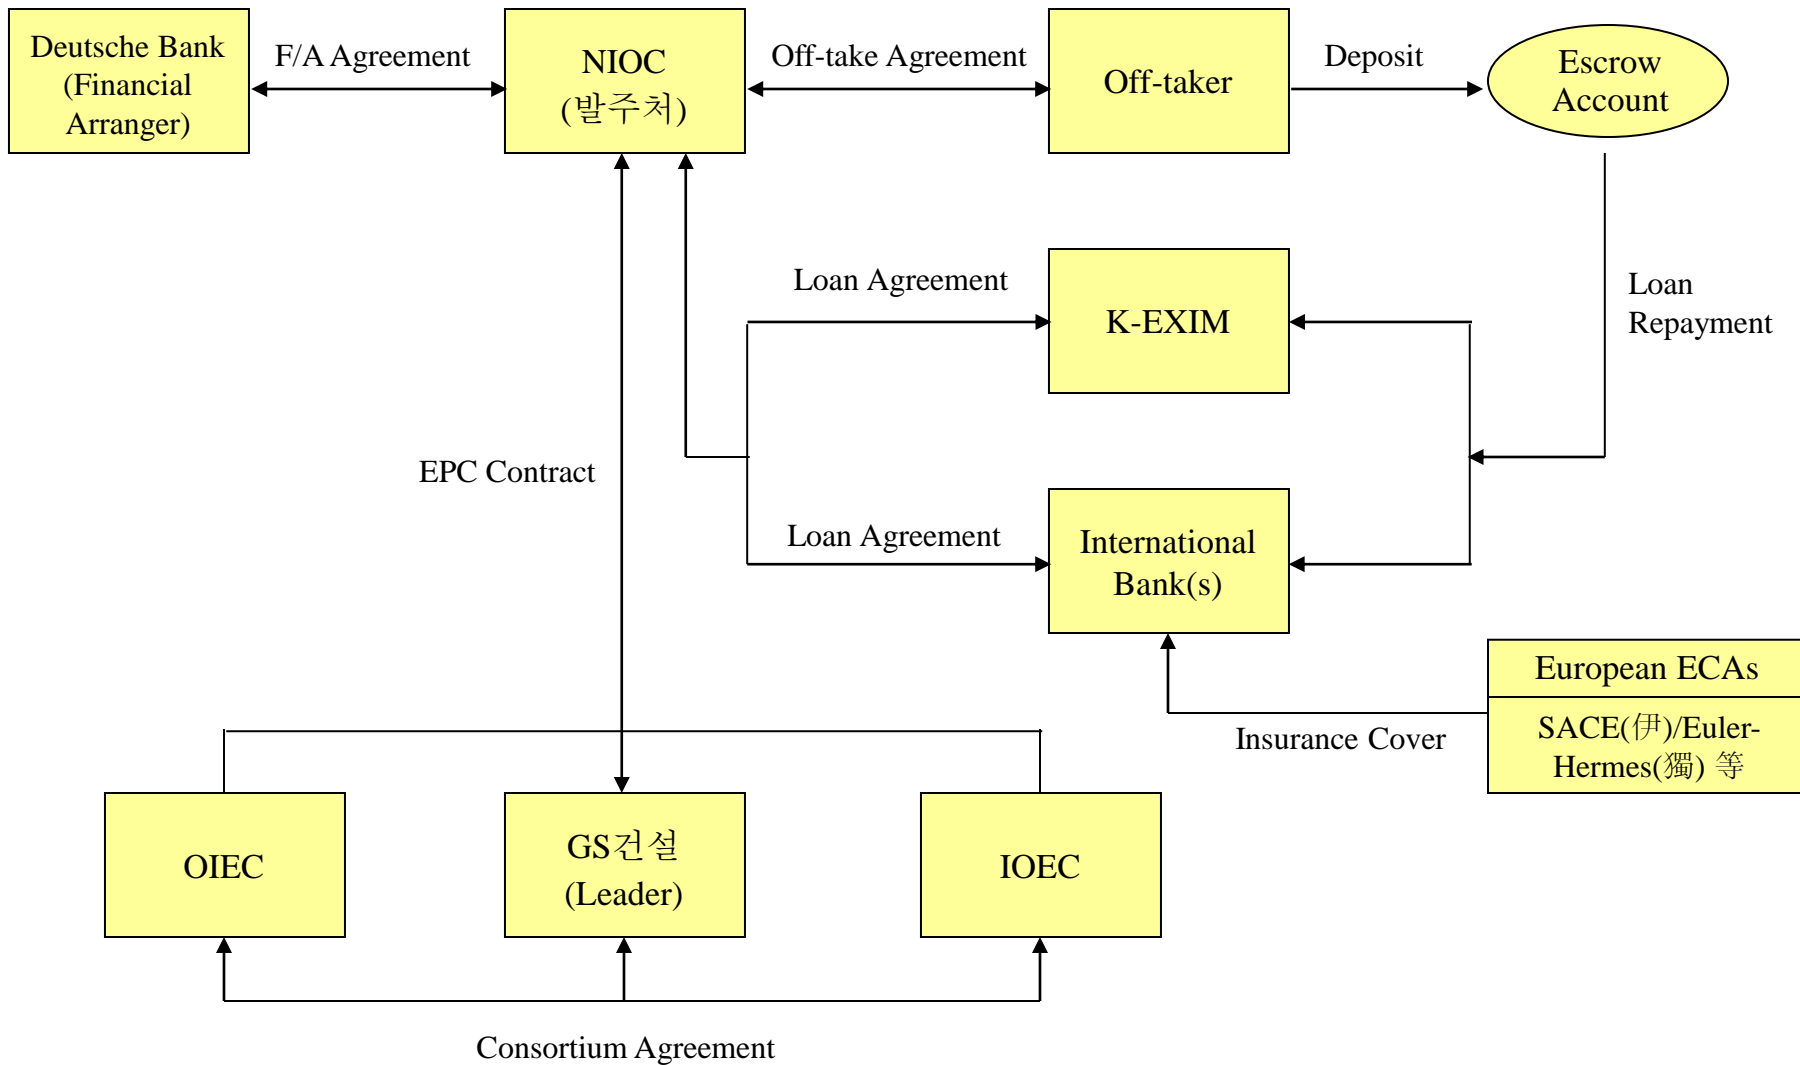 Deutsche Bank
(Financial
Arranger)
F/A Agreement
NIOC
(발주처)
Off-take Agreement
Off-taker
Deposit
Escrow
Account
Loan Agreement
K-EXIM
Loan
Repayment
EPC Contract
Loan Agreement
International
Bank(s)
European ECAs
SACE(伊)/Euler-
Hermes(獨) 等
Insurance Cover
OIEC
GS건설
(Leader)
IOEC
Consortium Agreement